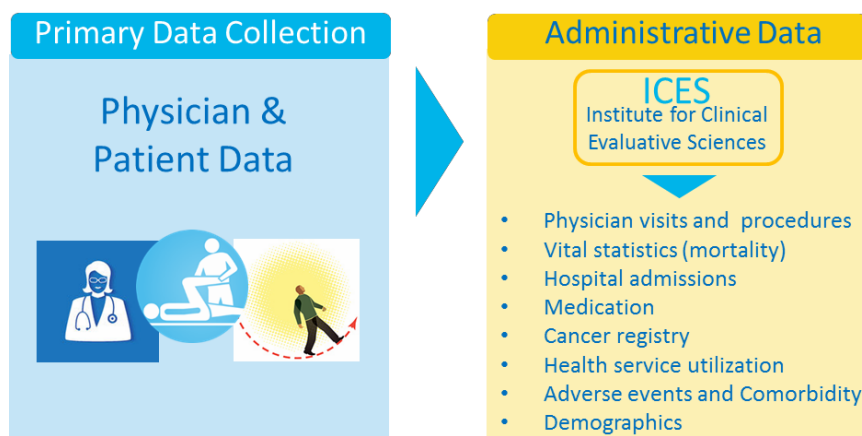 Primary Data Collection
Physician &
Patient Data
Administrative Data
ICES
Institute for Clinical
Evaluative Sciences
• Physician visits and procedures
• Vital statistics (mortality)
• Hospital admissions
• Medication
• Cancer registry
• Health service utilization
• Adverse events and Comorbidity
• Demographics